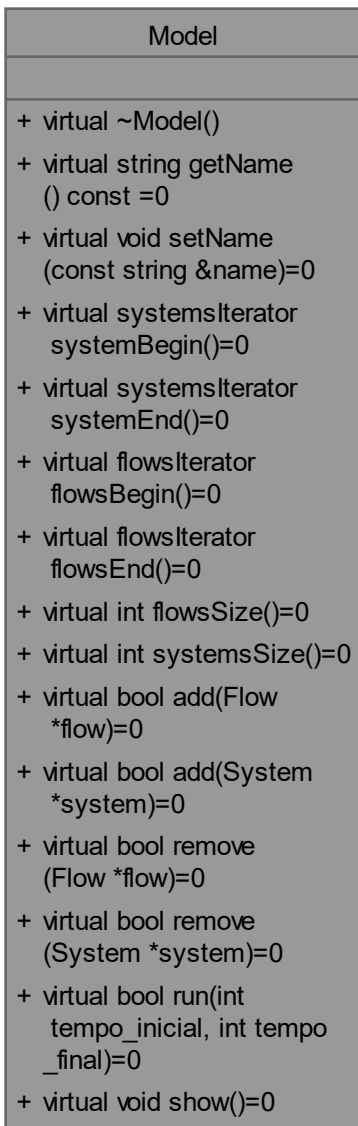 Model
+ virtual ~Model()
+ virtual string getName
() const =0
+ virtual void setName
(const string &name)=0
+ virtual systemsIterator
systemBegin()=0
+ virtual systemsIterator
systemEnd()=0
+ virtual flowsIterator
flowsBegin()=0
+ virtual flowsIterator
flowsEnd()=0
+ virtual int flowsSize()=0
+ virtual int systemsSize()=0
+ virtual bool add(Flow
*flow)=0
+ virtual bool add(System
*system)=0
+ virtual bool remove
(Flow *flow)=0
+ virtual bool remove
(System *system)=0
+ virtual bool run(int
tempo_inicial, int tempo
_final)=0
+ virtual void show()=0